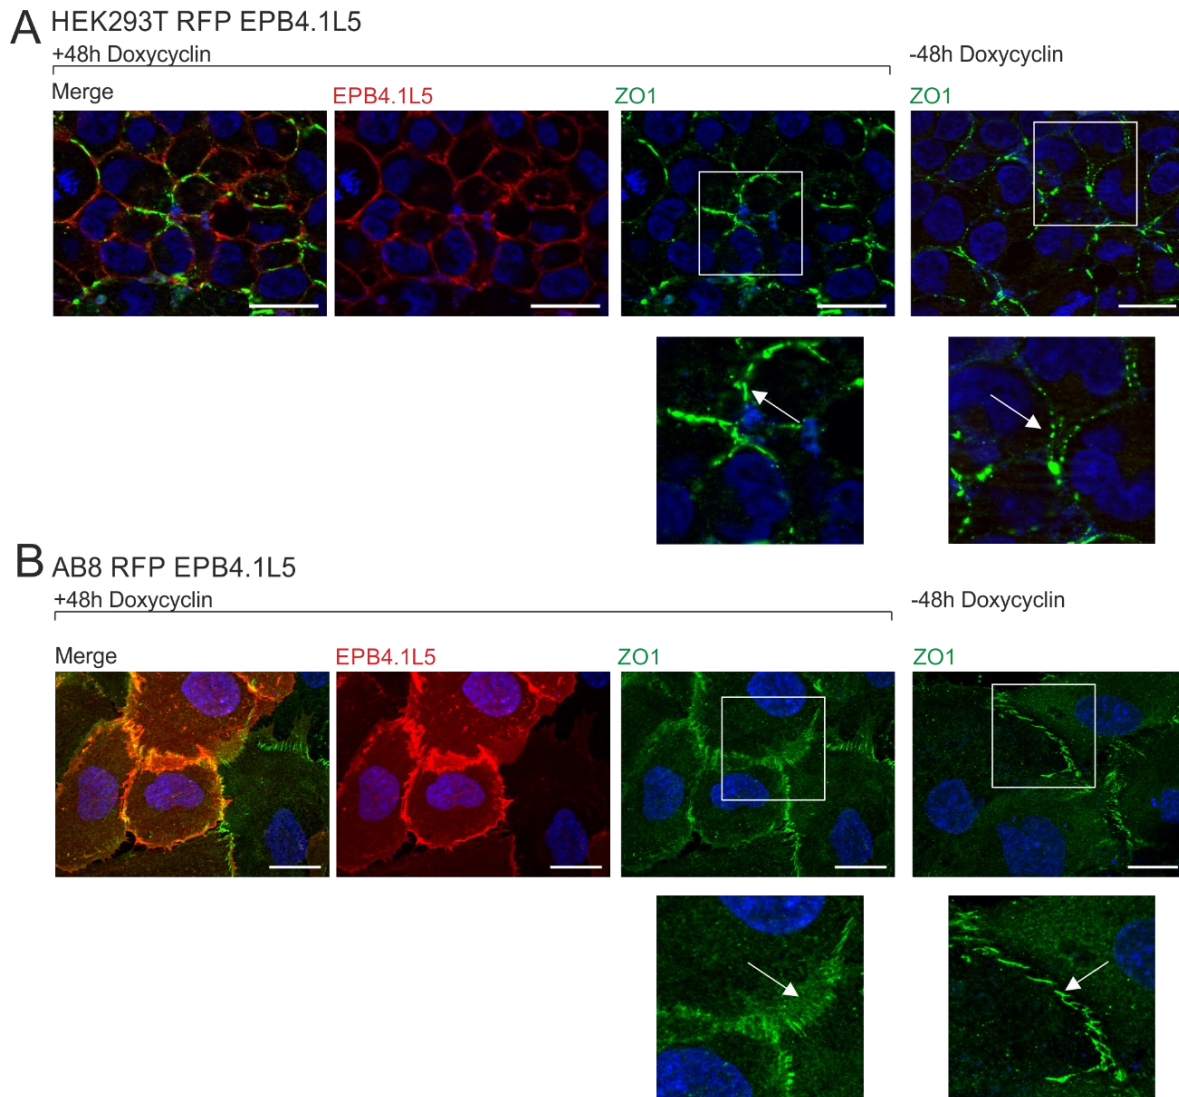 A HEK293T RFP EPB4.1L5
+48h Doxycyclin -48h Doxycyclin
Merge EPB4.1L5 ZO1 ZO1
B AB8 RFP EPB4.1L5
+48h Doxycyclin -48h Doxycyclin
Merge EPB4.1L5 ZO1 ZO1